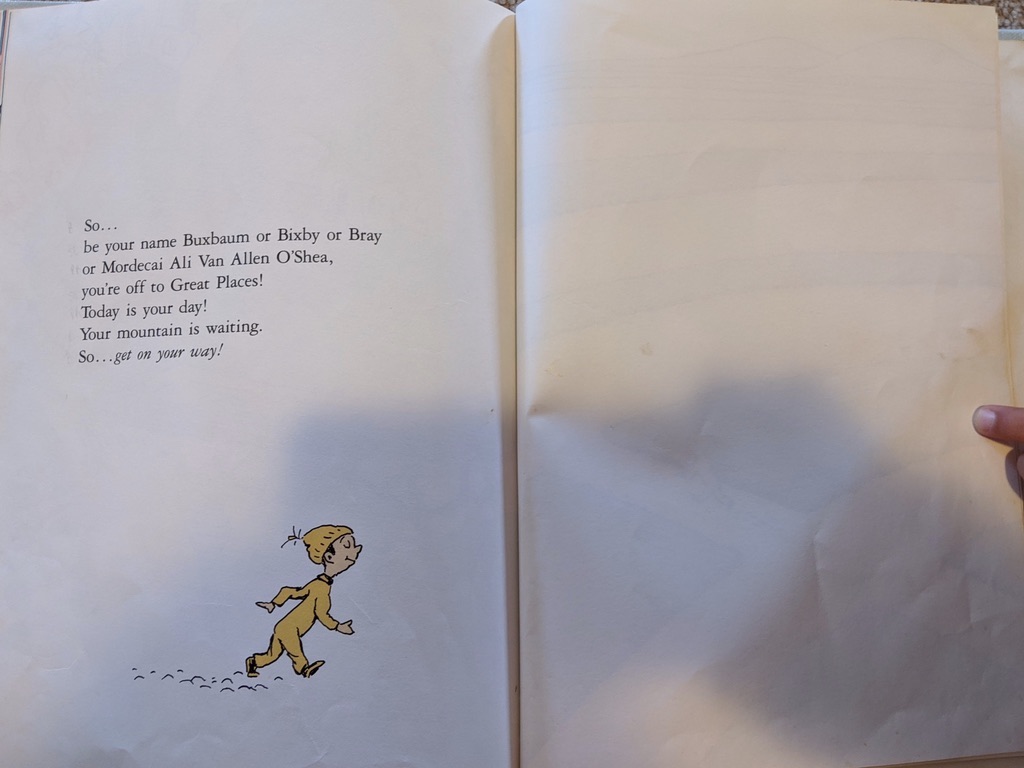 So...
be your name Buxbaum or Bixby or Bray
or Mordecai Ali Van Allen O'Shea,
you're off to Great Places!
Today is your day!
Your mountain is waiting.
So...get on your way!